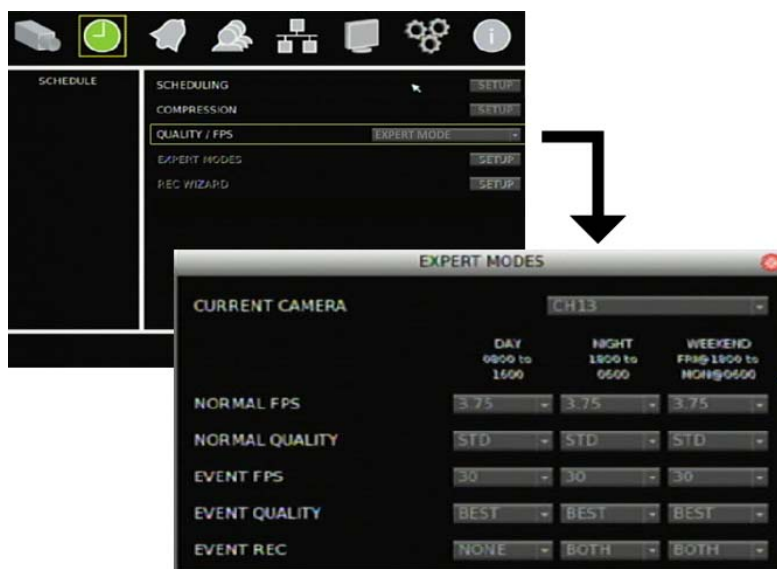 SCHEDULE
SCHEDULING SETUP
COMPRESSION SETUP
QUALITY / FPS EXPERT MODE
EXPERT MODES SETUP
REC WIZARD SETUP
EXPERT MODES
CURRENT CAMERA CH13
DAY NIGHT WEEKEND
0800 to 1800 to FRI@1800 to
1600 0600 MON@0600
NORMAL FPS 3.75 3.75 3.75
NORMAL QUALITY STD STD STD
EVENT FPS 30 30 30
EVENT QUALITY BEST BEST BEST
EVENT REC NONE BOTH BOTH